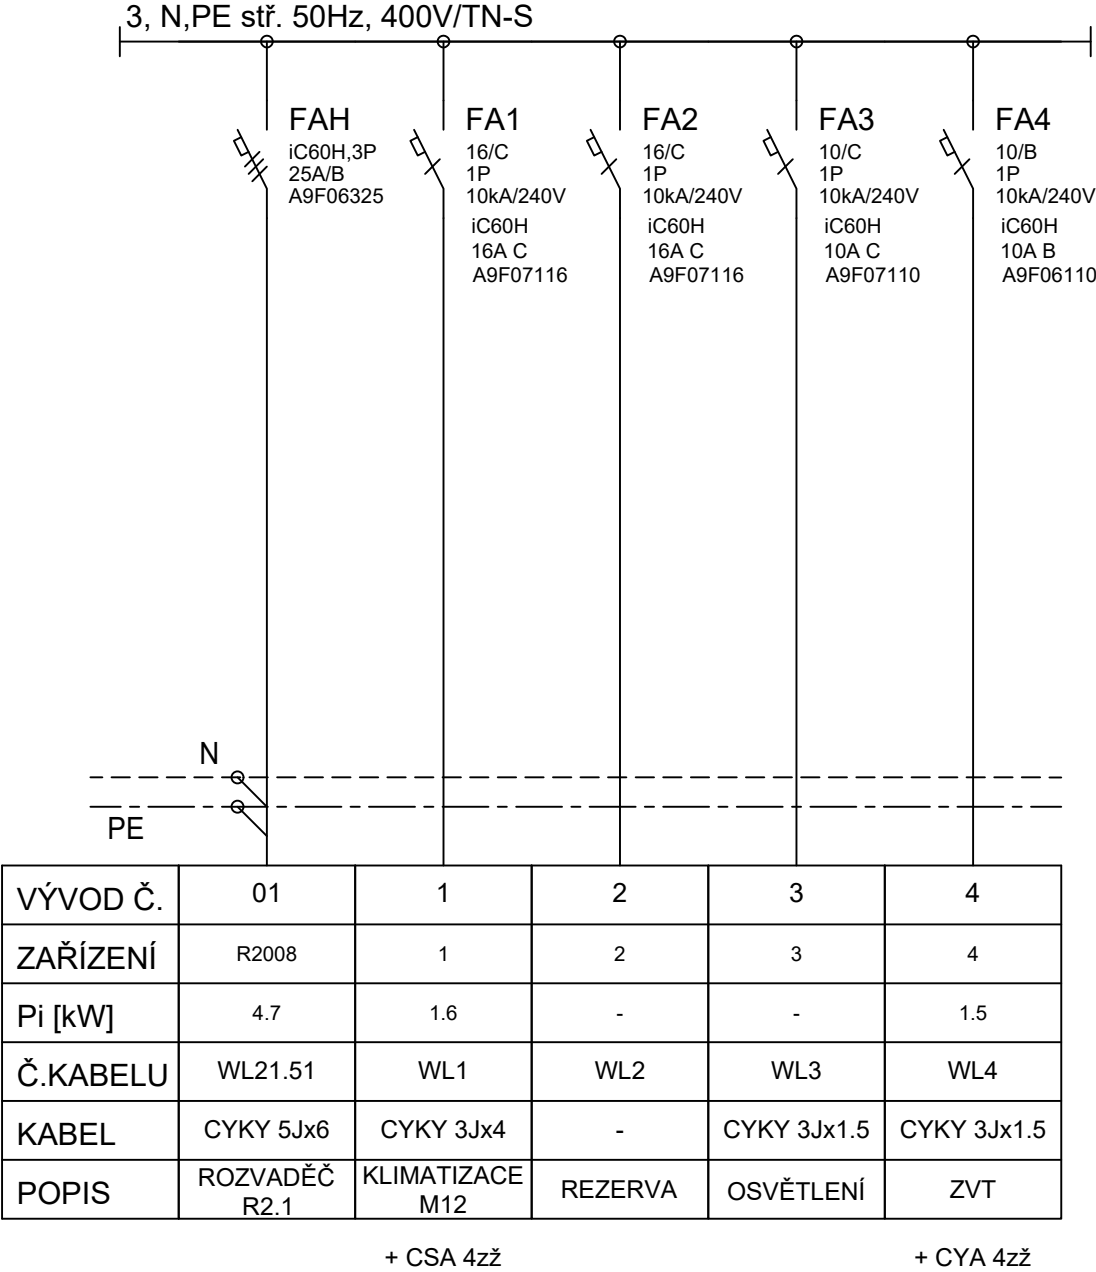 3, N,PE stř. 50Hz, 400V/TN-S
FAH
iC60H,3P
25A/B
A9F06325
FA1
16/C
1P
10kA/240V
iC60H
16A C
A9F07116
FA2
16/C
1P
10kA/240V
iC60H
16A C
A9F07116
FA3
10/C
1P
10kA/240V
iC60H
10A C
A9F07110
FA4
10/B
1P
10kA/240V
iC60H
10A B
A9F06110
N
PE
VÝVOD Č. 01 1 2 3 4
ZAŘÍZENÍ R2008 1 2 3 4
Pi [kW] 4.7 1.6 - - 1.5
Č.KABELU WL21.51 WL1 WL2 WL3 WL4
KABEL CYKY 5Jx6 CYKY 3Jx4 - CYKY 3Jx1.5 CYKY 3Jx1.5
POPIS ROZVADĚČ R2.1 KLIMATIZACE M12 REZERVA OSVĚTLENÍ ZVT
+ CSA 4zž + CYA 4zž